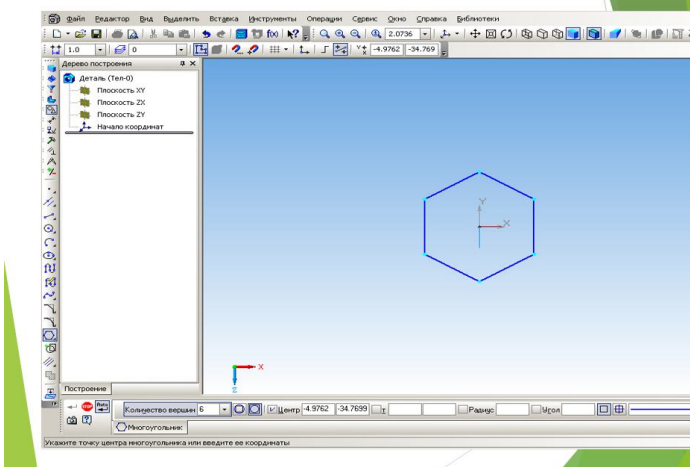 Файл Редактор Вид Выделить Вставка Инструменты Операции Сервис Окно Справка Библиотеки
f(x) 2.0736
1.0 0 -4.9762 -34.769
Дерево построения
Деталь (Тел-0)
Плоскость XY
Плоскость ZX
Плоскость ZY
Начало координат
Y
X
X
Z
Построение
STOP Auto Количество вершин 6 Центр -4.9762 -34.7699 т Радиус Угол
Многоугольник
Укажите точку центра многоугольника или введите ее координаты